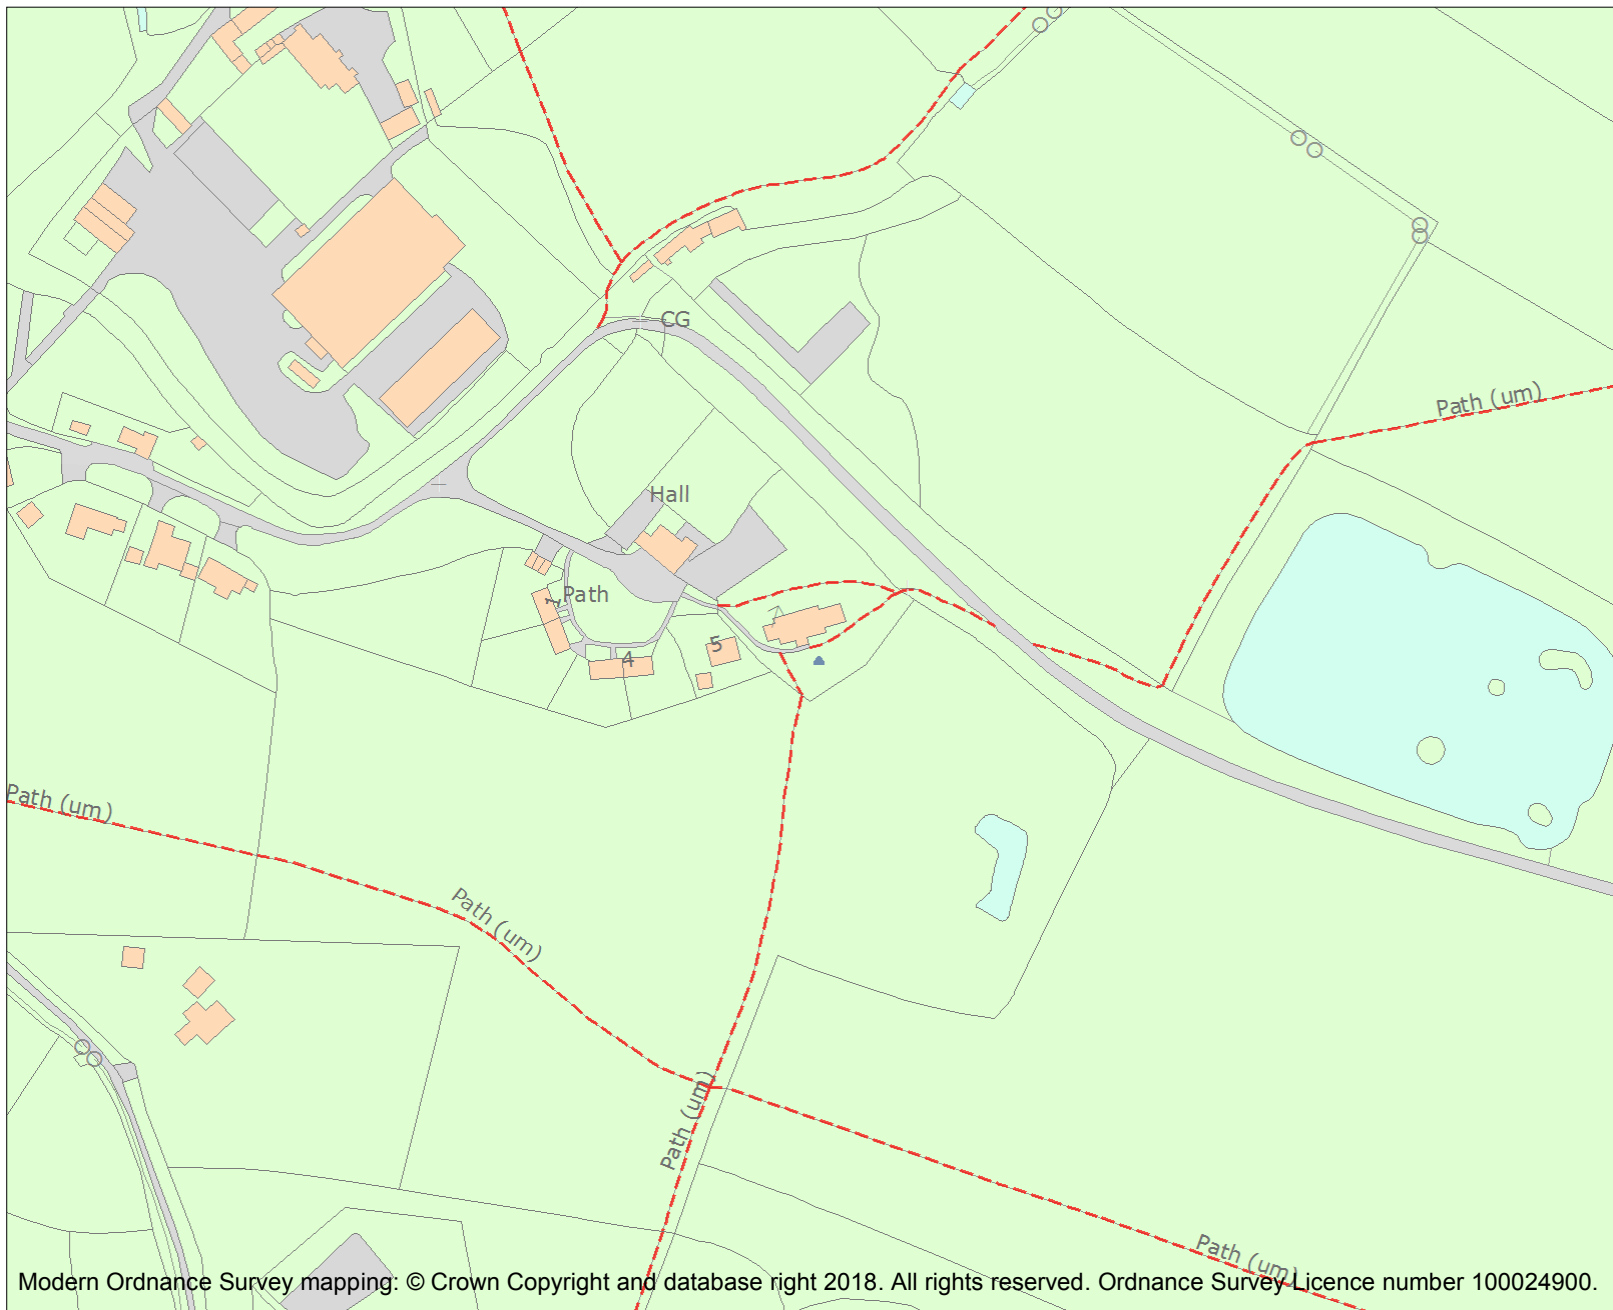 CG
Path (um)
Hall
Path
1
5
4
Path (um)
Path (um)
Path (um)
Path (um)
Modern Ordnance Survey mapping: © Crown Copyright and database right 2018. All rights reserved. Ordnance Survey Licence number 100024900.